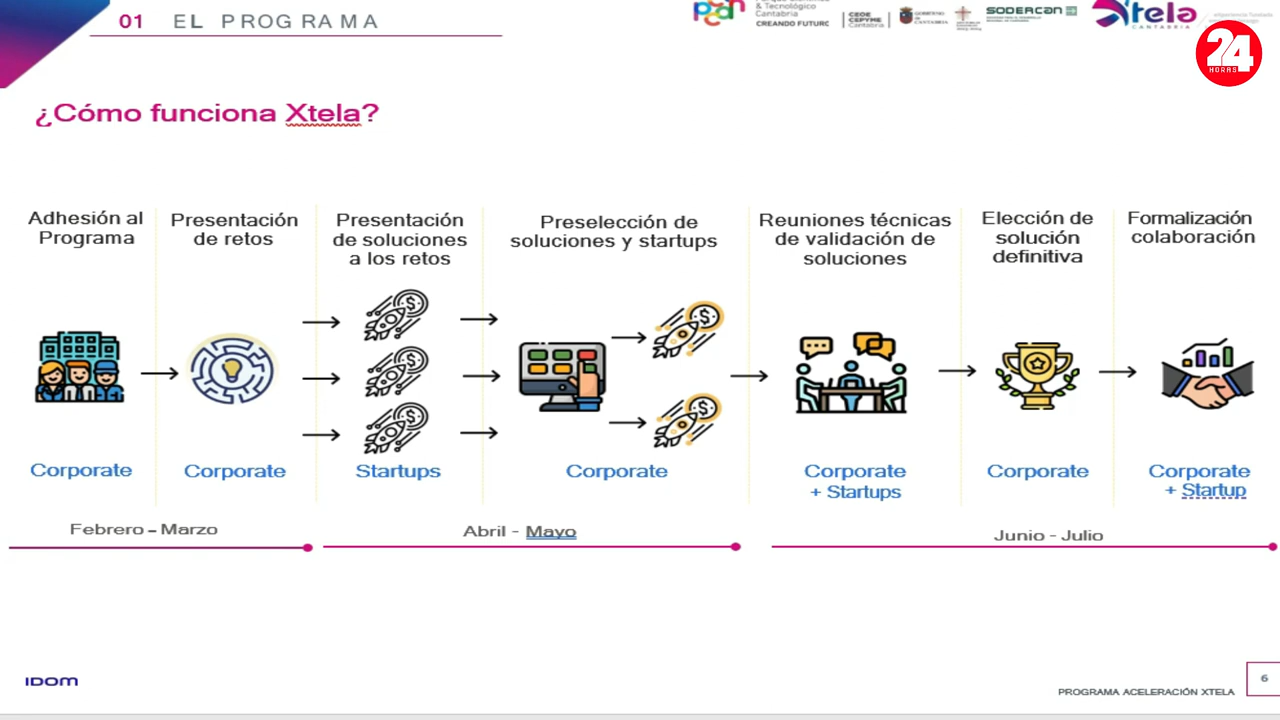 01 EL PROGRAMA
& Tecnológico
Cantabria
CREANDO FUTURO
CEOE
CEPYME
Cantabria
GOBIERNO
de
CANTABRIA
SODERCAN
Xtela
CANTABRIA
24
HORAS
¿Cómo funciona Xtela?
Adhesión al
Programa
Presentación
de retos
Presentación
de soluciones
a los retos
Preselección de
soluciones y startups
Reuniones técnicas
de validación de
soluciones
Elección de
solución
definitiva
Formalización
colaboración
Corporate
Corporate
Startups
Corporate
Corporate
+ Startups
Corporate
Corporate
+ Startup
Febrero – Marzo
Abril - Mayo
Junio - Julio
IDOM
PROGRAMA ACELERACIÓN XTELA
6